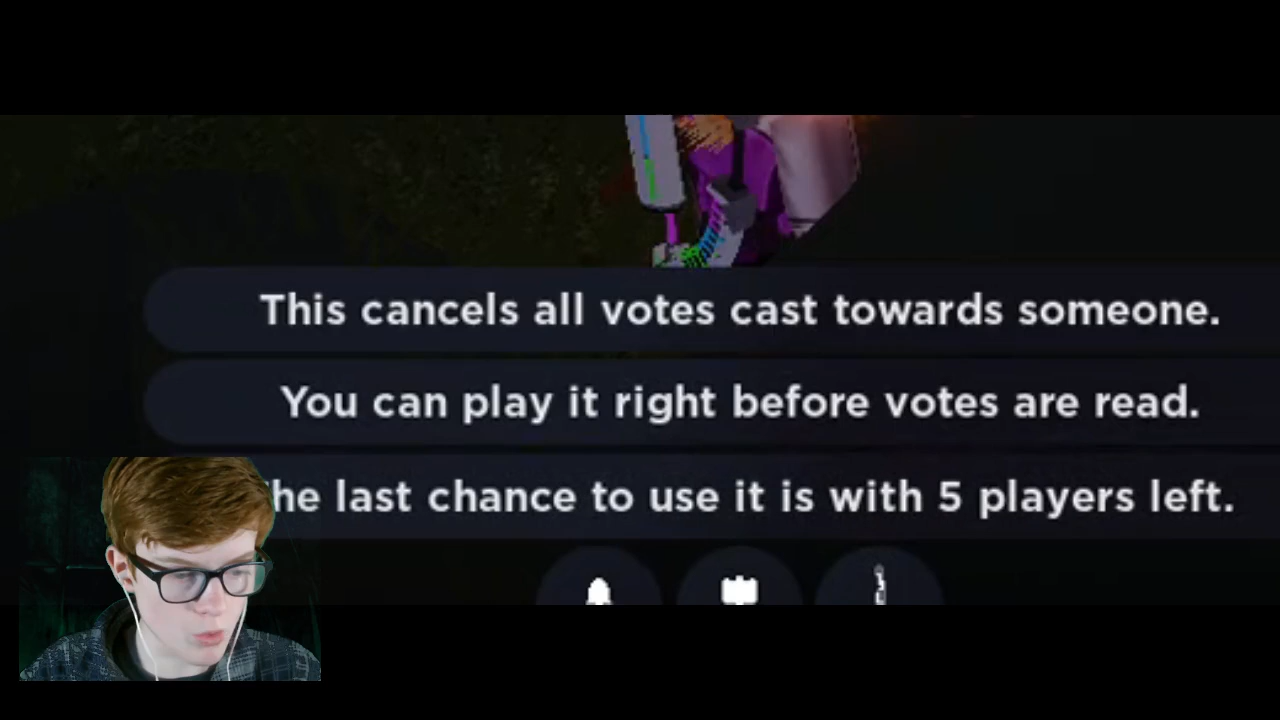 This cancels all votes cast towards someone.
You can play it right before votes are read.
he last chance to use it is with 5 players left.